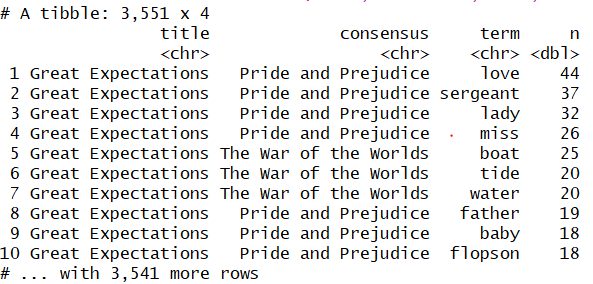 # A tibble: 3,551 x 4
title consensus term n
<chr> <chr> <chr> <dbl>
1 Great Expectations Pride and Prejudice love 44
2 Great Expectations Pride and Prejudice sergeant 37
3 Great Expectations Pride and Prejudice lady 32
4 Great Expectations Pride and Prejudice miss 26
5 Great Expectations The War of the Worlds boat 25
6 Great Expectations The War of the Worlds tide 20
7 Great Expectations The War of the Worlds water 20
8 Great Expectations Pride and Prejudice father 19
9 Great Expectations Pride and Prejudice baby 18
10 Great Expectations Pride and Prejudice flopson 18
# ... with 3,541 more rows